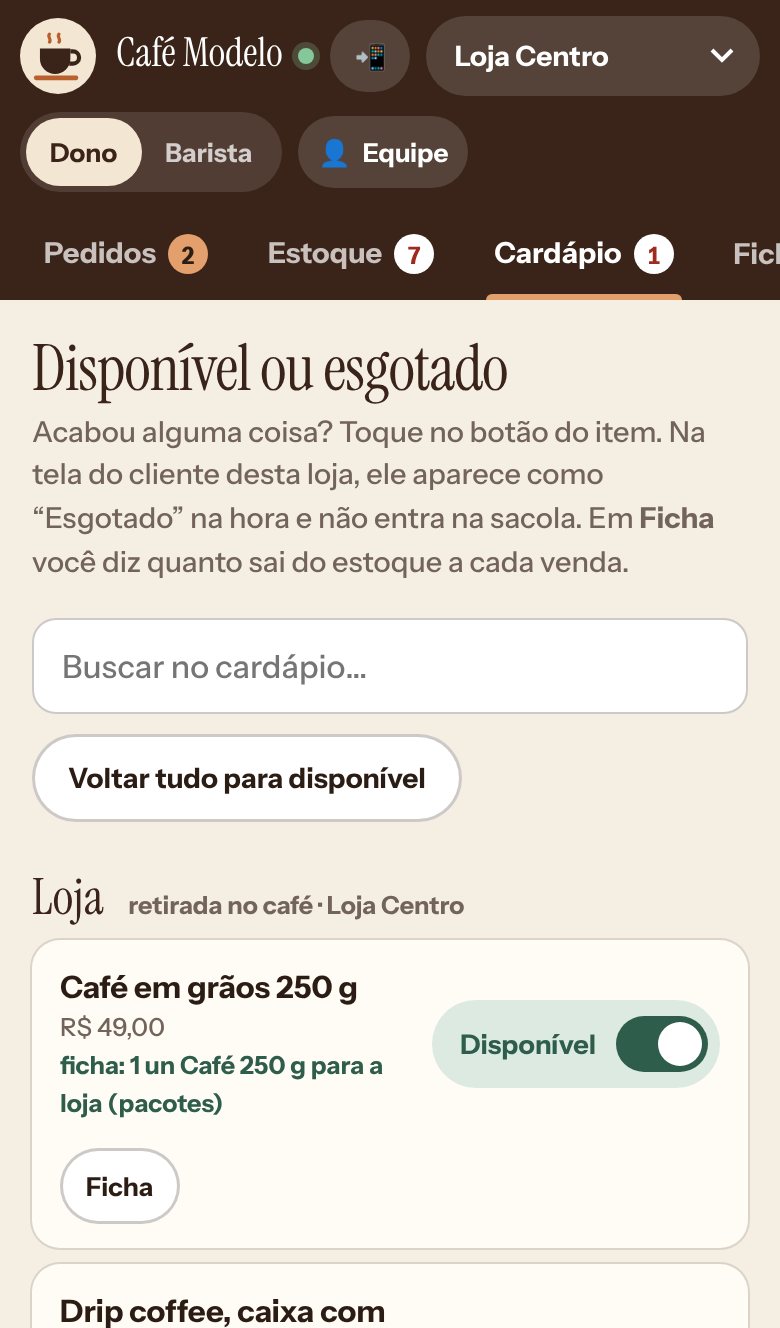 Café Modelo
Loja Centro
Dono
Barista
Equipe
Pedidos 2
Estoque 7
Cardápio 1
Disponível ou esgotado
Acabou alguma coisa? Toque no botão do item. Na
tela do cliente desta loja, ele aparece como
“Esgotado” na hora e não entra na sacola. Em Ficha
você diz quanto sai do estoque a cada venda.
Buscar no cardápio...
Voltar tudo para disponível
Loja retirada no café · Loja Centro
Café em grãos 250 g
R$ 49,00
ficha: 1 un Café 250 g para a
loja (pacotes)
Disponível
Ficha
Drip coffee, caixa com